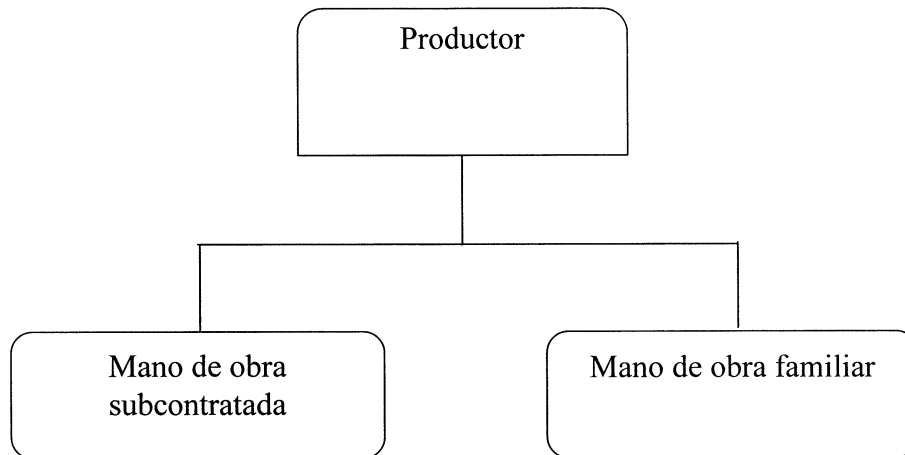 Productor
Mano de obra
subcontratada
Mano de obra familiar